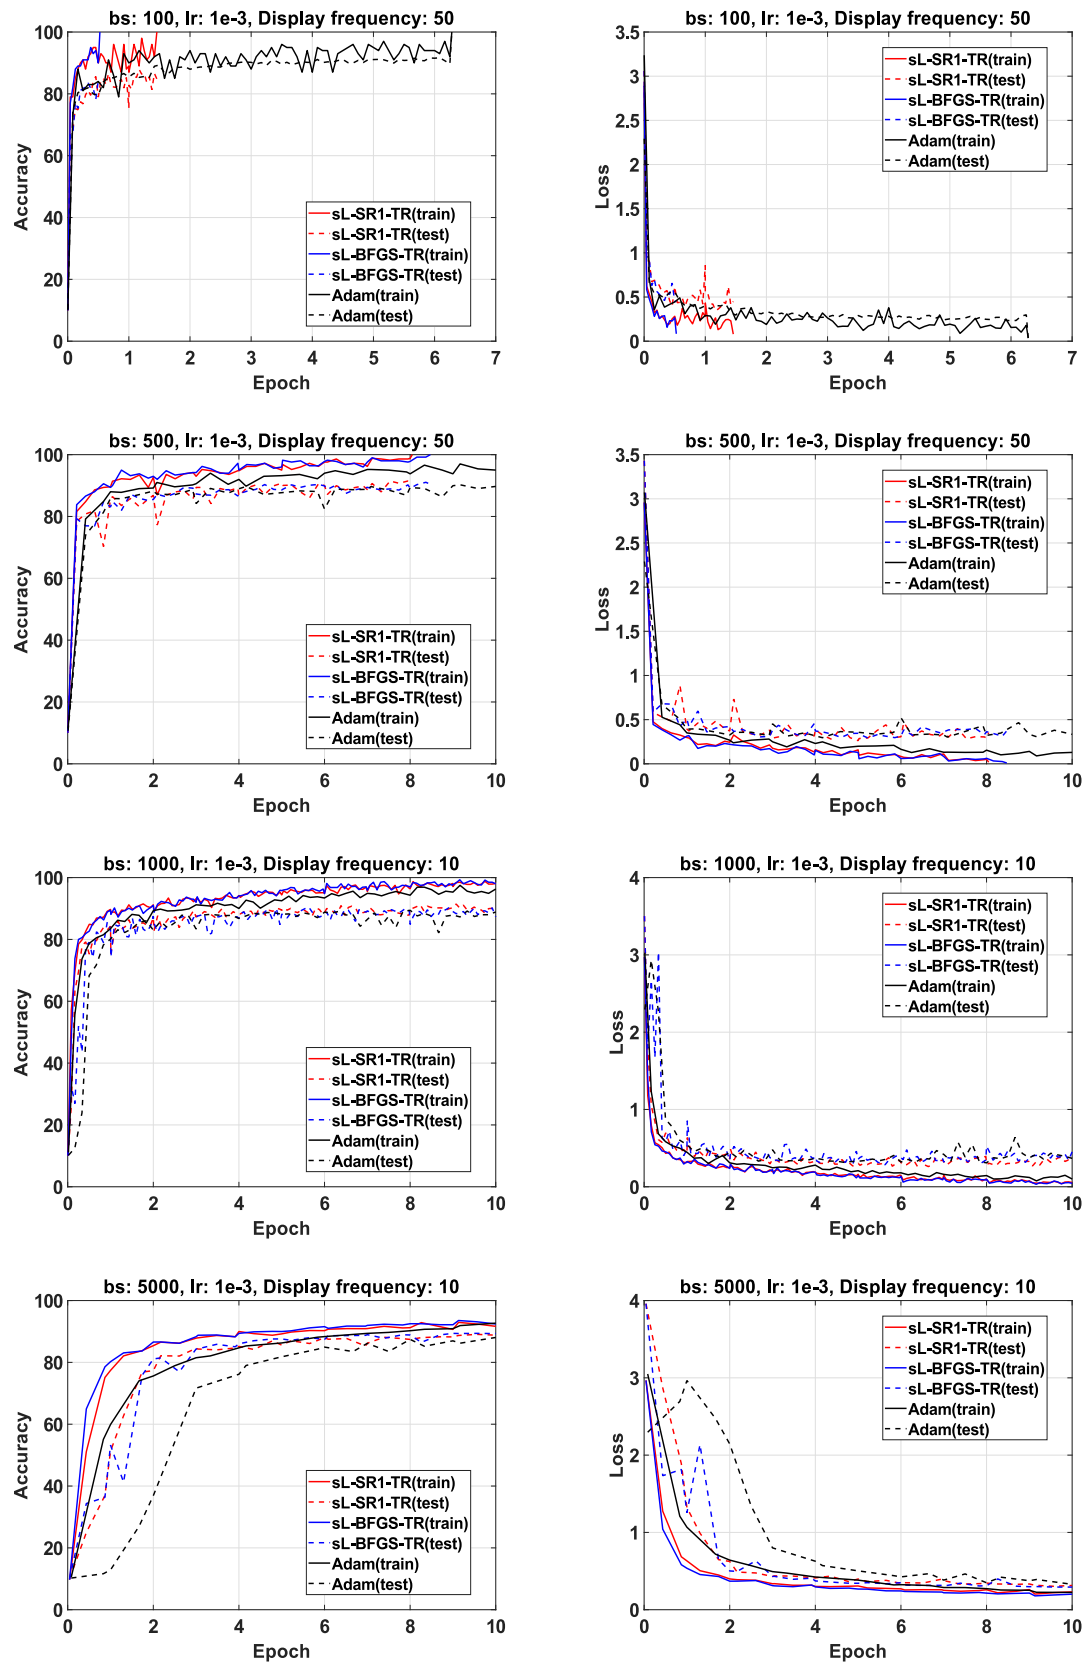 bs: 100, lr: 1e-3, Display frequency: 50
100
80
60
40
20
0
Accuracy
sL-SR1-TR(train)
sL-SR1-TR(test)
sL-BFGS-TR(train)
sL-BFGS-TR(test)
Adam(train)
Adam(test)
0 1 2 3 4 5 6 7
Epoch
bs: 100, lr: 1e-3, Display frequency: 50
3.5
3
2.5
2
1.5
1
0.5
0
Loss
sL-SR1-TR(train)
sL-SR1-TR(test)
sL-BFGS-TR(train)
sL-BFGS-TR(test)
Adam(train)
Adam(test)
0 1 2 3 4 5 6 7
Epoch
bs: 500, lr: 1e-3, Display frequency: 50
100
80
60
40
20
0
Accuracy
sL-SR1-TR(train)
sL-SR1-TR(test)
sL-BFGS-TR(train)
sL-BFGS-TR(test)
Adam(train)
Adam(test)
0 2 4 6 8 10
Epoch
bs: 500, lr: 1e-3, Display frequency: 50
3.5
3
2.5
2
1.5
1
0.5
0
Loss
sL-SR1-TR(train)
sL-SR1-TR(test)
sL-BFGS-TR(train)
sL-BFGS-TR(test)
Adam(train)
Adam(test)
0 2 4 6 8 10
Epoch
bs: 1000, lr: 1e-3, Display frequency: 10
100
80
60
40
20
0
Accuracy
sL-SR1-TR(train)
sL-SR1-TR(test)
sL-BFGS-TR(train)
sL-BFGS-TR(test)
Adam(train)
Adam(test)
0 2 4 6 8 10
Epoch
bs: 1000, lr: 1e-3, Display frequency: 10
4
3
2
1
0
Loss
sL-SR1-TR(train)
sL-SR1-TR(test)
sL-BFGS-TR(train)
sL-BFGS-TR(test)
Adam(train)
Adam(test)
0 2 4 6 8 10
Epoch
bs: 5000, lr: 1e-3, Display frequency: 10
100
80
60
40
20
0
Accuracy
sL-SR1-TR(train)
sL-SR1-TR(test)
sL-BFGS-TR(train)
sL-BFGS-TR(test)
Adam(train)
Adam(test)
0 2 4 6 8 10
Epoch
bs: 5000, lr: 1e-3, Display frequency: 10
4
3
2
1
0
Loss
sL-SR1-TR(train)
sL-SR1-TR(test)
sL-BFGS-TR(train)
sL-BFGS-TR(test)
Adam(train)
Adam(test)
0 2 4 6 8 10
Epoch